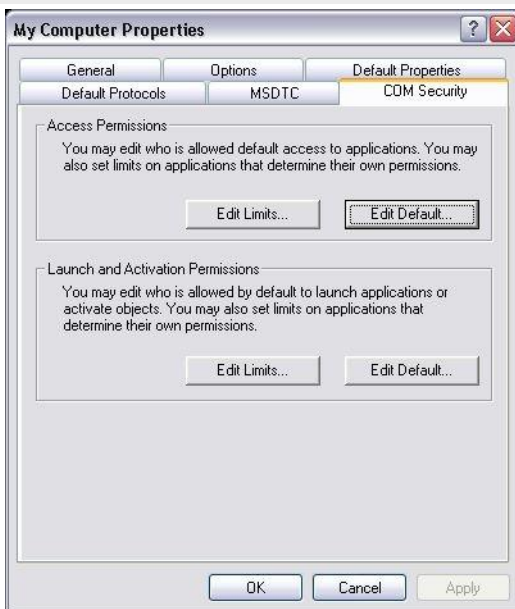 My Computer Properties
?
X
General
Options
Default Properties
Default Protocols
MSDTC
COM Security
Access Permissions
You may edit who is allowed default access to applications. You may
also set limits on applications that determine their own permissions.
Edit Limits...
Edit Default...
Launch and Activation Permissions
You may edit who is allowed by default to launch applications or
activate objects. You may also set limits on applications that
determine their own permissions.
Edit Limits...
Edit Default...
OK
Cancel
Apply